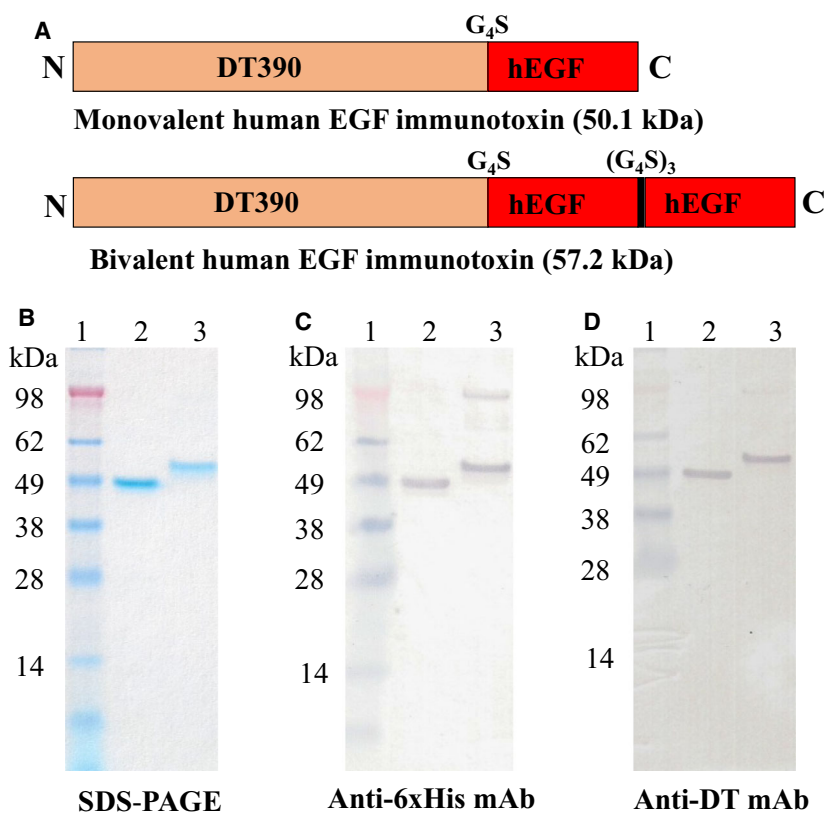 A
G₄S
N DT390 hEGF C
Monovalent human EGF immunotoxin (50.1 kDa)
G₄S (G₄S)₃
N DT390 hEGF hEGF C
Bivalent human EGF immunotoxin (57.2 kDa)
B
1 2 3
kDa
98
62
49
38
28
14
SDS-PAGE
C
1 2 3
kDa
98
62
49
38
28
14
Anti-6xHis mAb
D
1 2 3
kDa
98
62
49
38
28
14
Anti-DT mAb